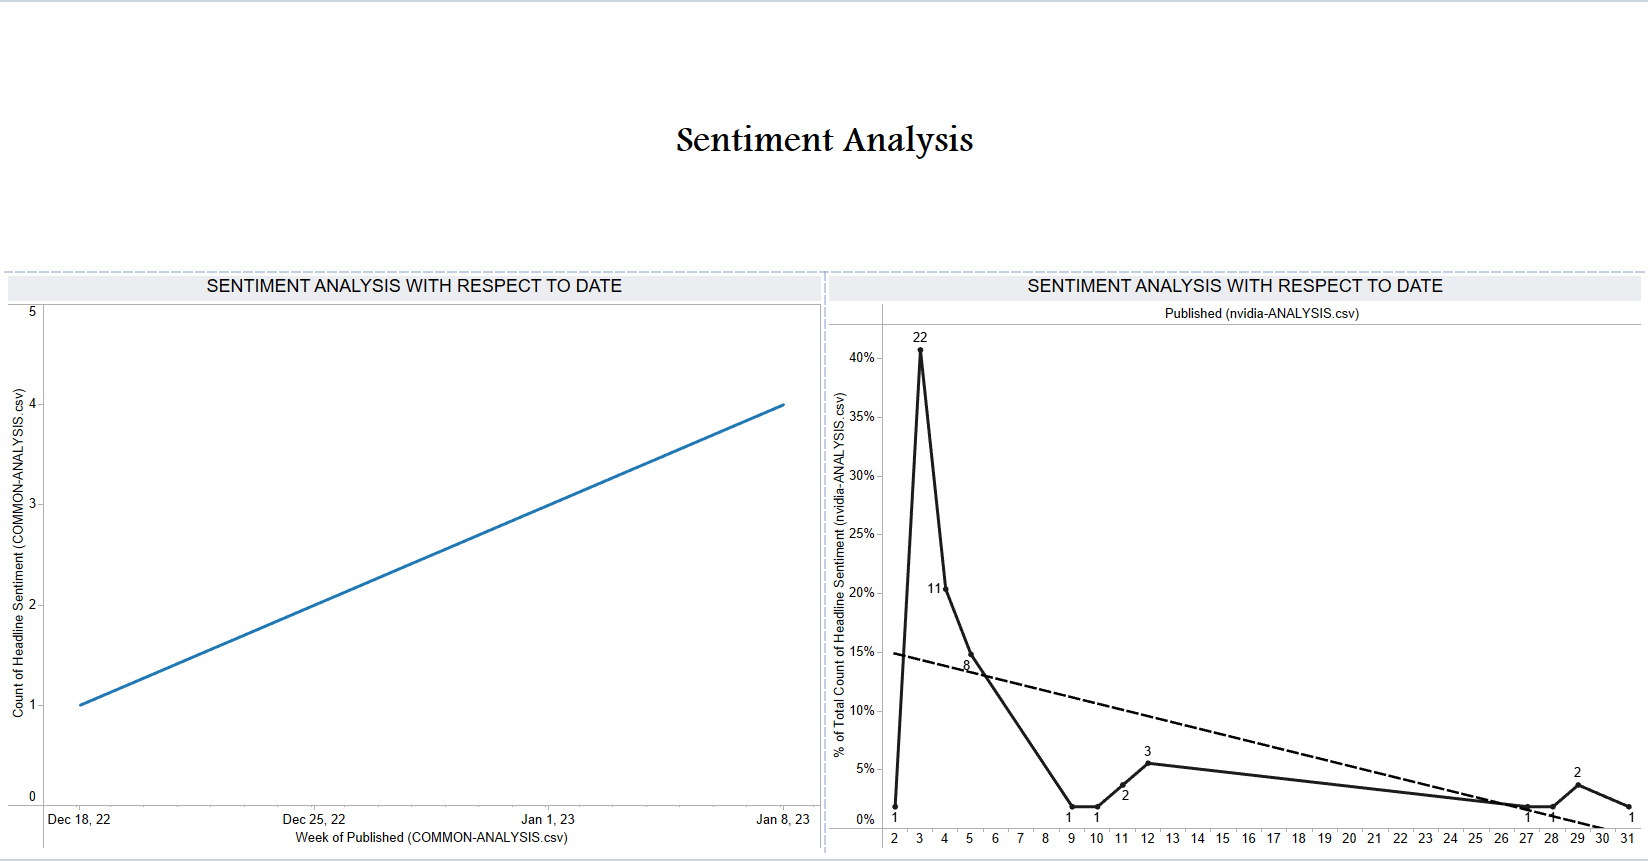 Sentiment Analysis
SENTIMENT ANALYSIS WITH RESPECT TO DATE
5
4
3
2
1
0
Count of Headline Sentiment (COMMON-ANALYSIS.csv)
Dec 18, 22 Dec 25, 22 Jan 1, 23 Jan 8, 23
Week of Published (COMMON-ANALYSIS.csv)
SENTIMENT ANALYSIS WITH RESPECT TO DATE
Published (nvidia-ANALYSIS.csv)
40%
35%
30%
25%
20%
15%
10%
5%
0%
% of Total Count of Headline Sentiment (nvidia-ANALYSIS.csv)
1 22 11 8 1 1 2 3 1 1 2 1
2 3 4 5 6 7 8 9 10 11 12 13 14 15 16 17 18 19 20 21 22 23 24 25 26 27 28 29 30 31